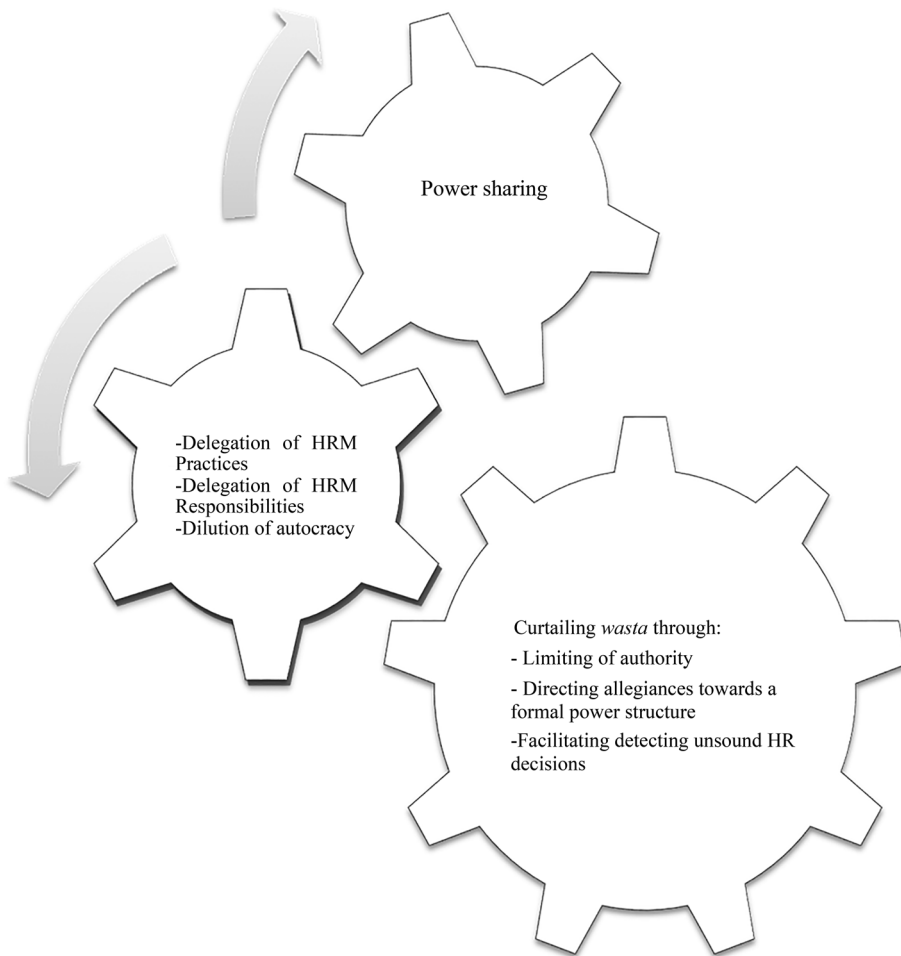 Power sharing
-Delegation of HRM
Practices
-Delegation of HRM
Responsibilities
-Dilution of autocracy
Curtailing wasta through:
- Limiting of authority
- Directing allegiances towards a
formal power structure
-Facilitating detecting unsound HR
decisions